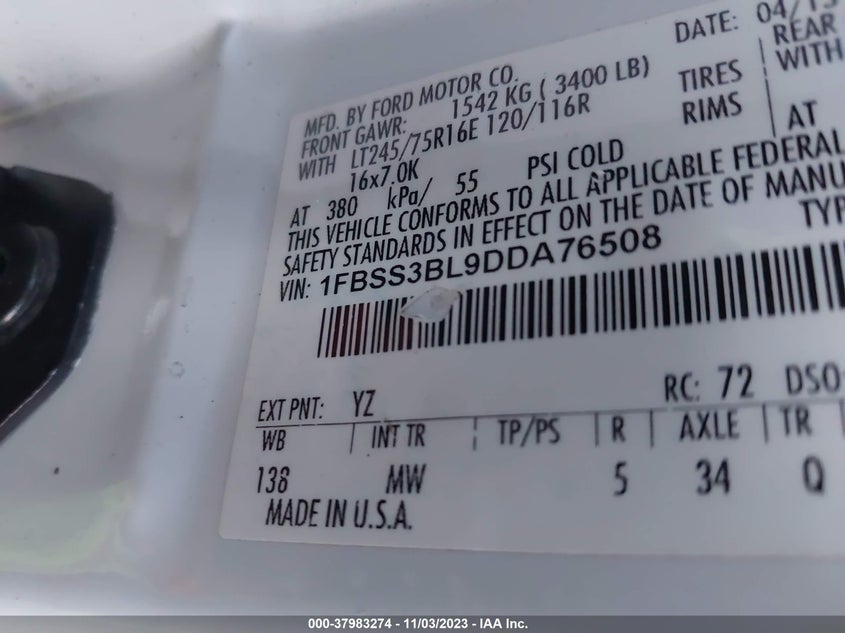 DATE: 04/13
MFD. BY FORD MOTOR CO.
FRONT GAWR: 1542 KG ( 3400 LB) REAR
WITH LT245/75R16E 120/116R TIRES WITH
16x7.0K RIMS
AT 380 kPa/ 55 PSI COLD AT
THIS VEHICLE CONFORMS TO ALL APPLICABLE FEDERAL
SAFETY STANDARDS IN EFFECT ON THE DATE OF MANU
VIN: 1FBSS3BL9DDA76508 TYP
EXT PNT: YZ RC: 72 DSO:
WB | INT TR | TP/PS | R | AXLE | TR
138 MW 5 34 Q
MADE IN U.S.A.
000-37983274 - 11/03/2023 - IAA Inc.